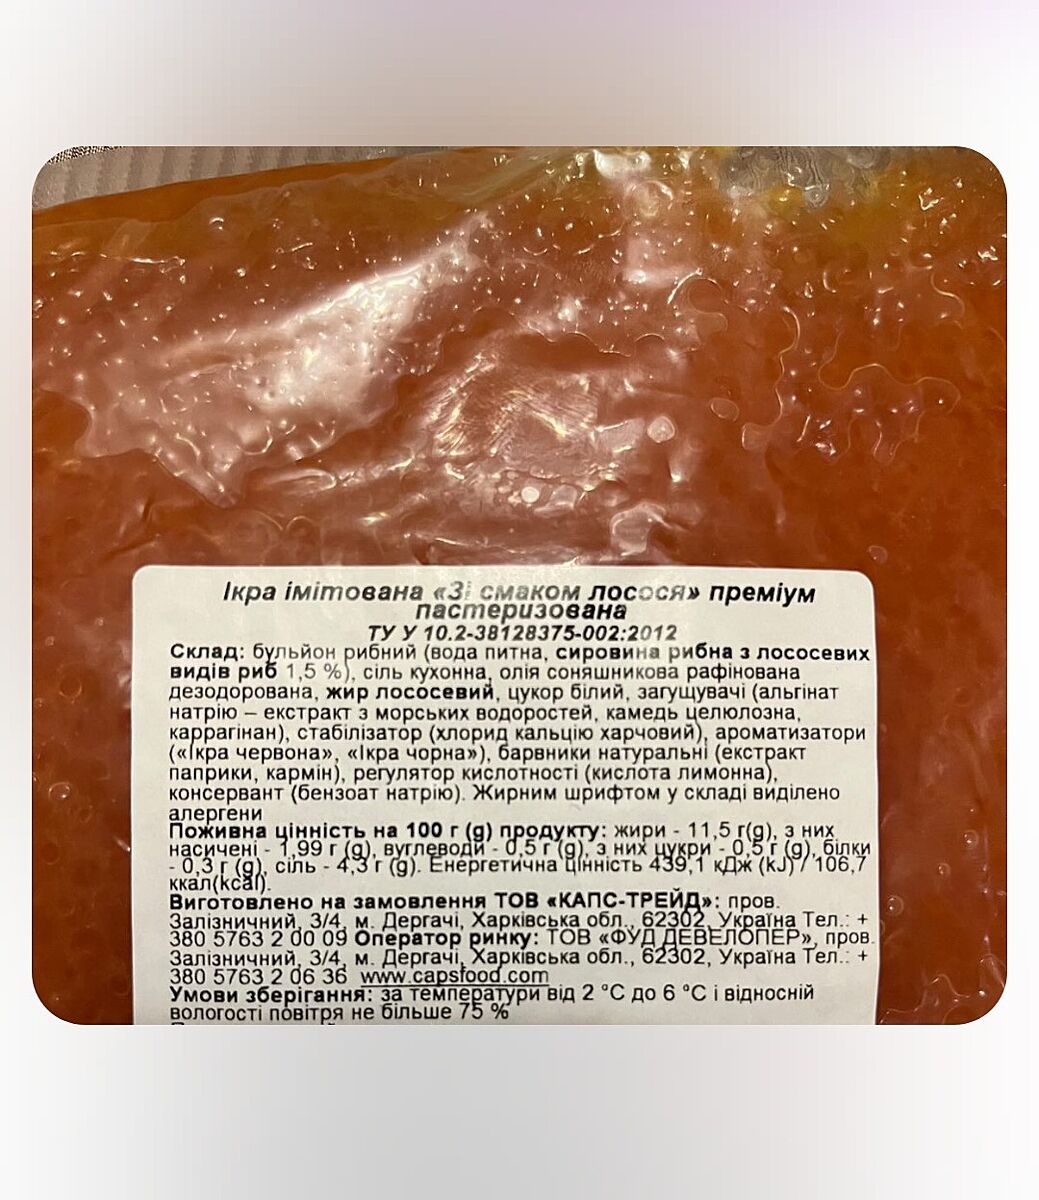 Ікра імітована «Зі смаком лосося» преміум
пастеризована
ТУ У 10.2-38128375-002:2012
Склад: бульйон рибний (вода питна, сировина рибна з лососевих
видів риб 1,5 %), сіль кухонна, олія соняшникова рафінована
дезодорована, жир лососевий, цукор білий, загущувачі (альгінат
натрію – екстракт з морських водоростей, камедь целюлозна,
каррагінан), стабілізатор (хлорид кальцію харчовий), ароматизатори
(«Ікра червона», «Ікра чорна»), барвники натуральні (екстракт
паприки, кармін), регулятор кислотності (кислота лимонна),
консервант (бензоат натрію). Жирним шрифтом у складі виділено
алергени
Поживна цінність на 100 г (g) продукту: жири - 11,5 г(g), з них
насичені - 1,99 г (g), вуглеводи - 0,5 г (g), з них цукри - 0,5 г (g), білки
- 0,3 г (g), сіль - 4,3 г (g). Енергетична цінність 439,1 кДж (kJ) / 106,7
ккал(kcal).
Виготовлено на замовлення ТОВ «КАПС-ТРЕЙД»: пров.
Залізничний, 3/4, м. Дергачі, Харківська обл., 62302, Україна Тел.: +
380 5763 2 00 09 Оператор ринку: ТОВ «ФУД ДЕВЕЛОПЕР», пров.
Залізничний, 3/4, м. Дергачі, Харківська обл., 62302, Україна Тел.: +
380 5763 2 06 36 www.capsfood.com
Умови зберігання: за температури від 2 °C до 6 °C і відносній
вологості повітря не більше 75 %